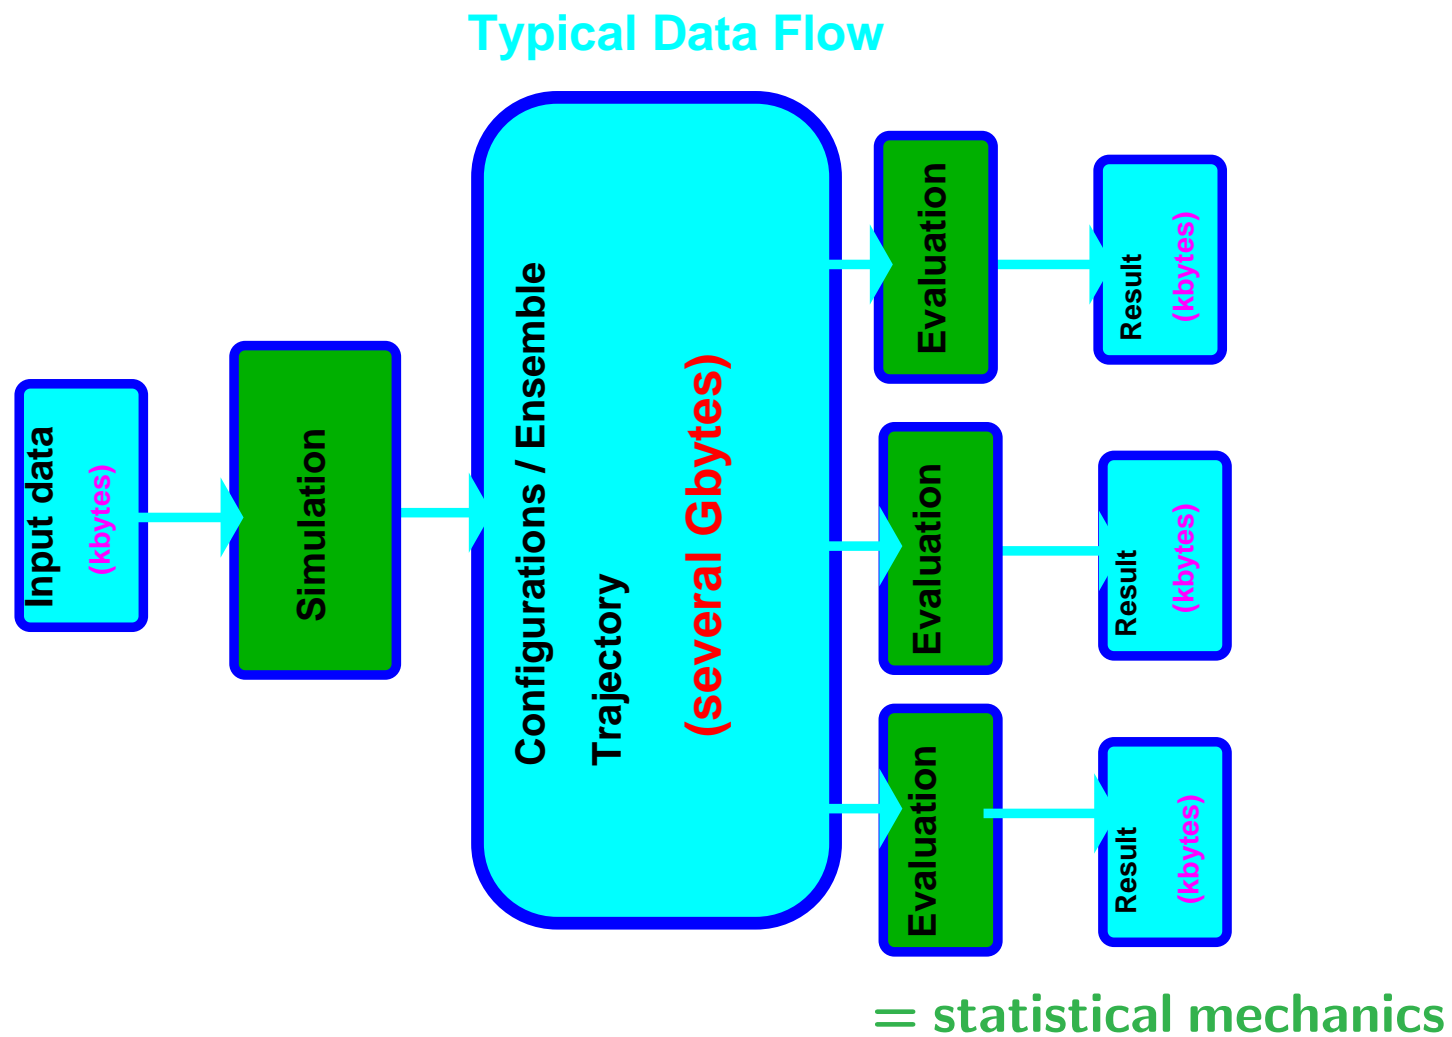 Typical Data Flow
Input data
(kbytes)
Simulation
Configurations / Ensemble
Trajectory
(several Gbytes)
Evaluation
Result
(kbytes)
Evaluation
Result
(kbytes)
Evaluation
Result
(kbytes)
= statistical mechanics